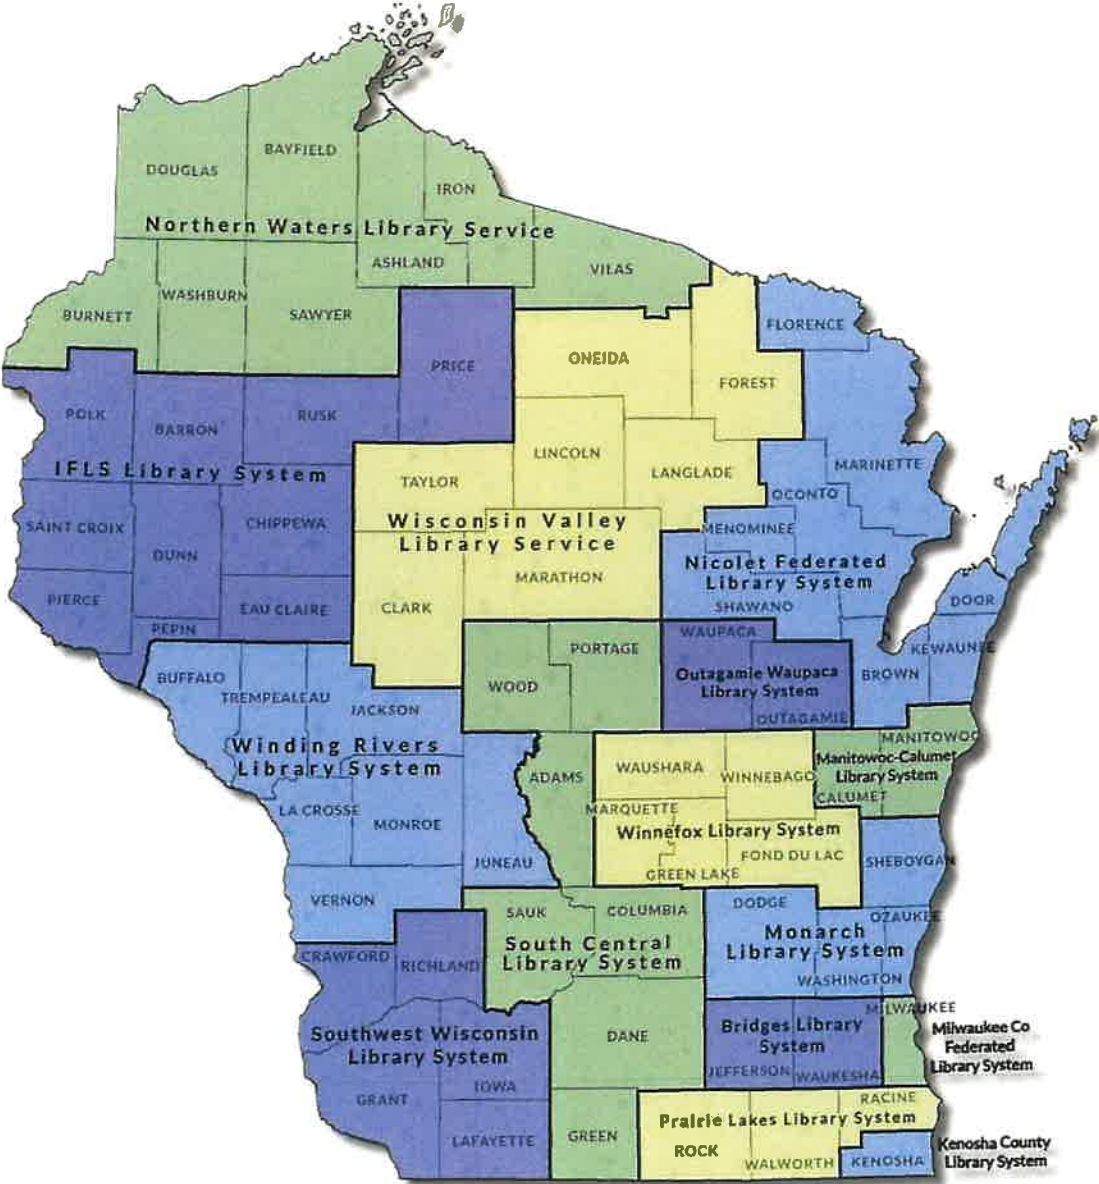 BAYFIELD
DOUGLAS
IRON
Northern Waters Library Service
ASHLAND
VILAS
WASHBURN
BURNETT
SAWYER
FLORENCE
PRICE
ONEIDA
FOREST
POLK
BARRON
RUSK
IFLS Library System
LINCOLN
TAYLOR
LANGLADE
MARINETTE
OCONTO
SAINT CROIX
CHIPPEWA
Wisconsin Valley
Library Service
MENOMINEE
DUNN
Nicolet Federated
Library System
MARATHON
PIERCE
EAU CLAIRE
CLARK
SHAWANO
DOOR
PEPIN
WAUPACA
PORTAGE
KEWAUNEE
BUFFALO
WOOD
Outagamie Waupaca
Library System
BROWN
TREMPEALEAU
JACKSON
OUTAGAMIE
Winding Rivers
Library System
MANITOWOC
Manitowoc-Calumet
Library System
ADAMS
WAUSHARA
WINNEBAGO
CALUMET
LA CROSSE
MONROE
MARQUETTE
Winnefox Library System
JUNEAU
FOND DU LAC
SHEBOYGAN
GREEN LAKE
VERNON
SAUK
COLUMBIA
DODGE
OZAUKEE
South Central
Library System
Monarch
Library System
CRAWFORD
RICHLAND
WASHINGTON
MILWAUKEE
Southwest Wisconsin
Library System
DANE
Bridges Library
System
Milwaukee Co
Federated
Library System
JEFFERSON
WAUKESHA
IOWA
GRANT
RACINE
Prairie Lakes Library System
LAFAYETTE
GREEN
ROCK
WALWORTH
KENOSHA
Kenosha County
Library System